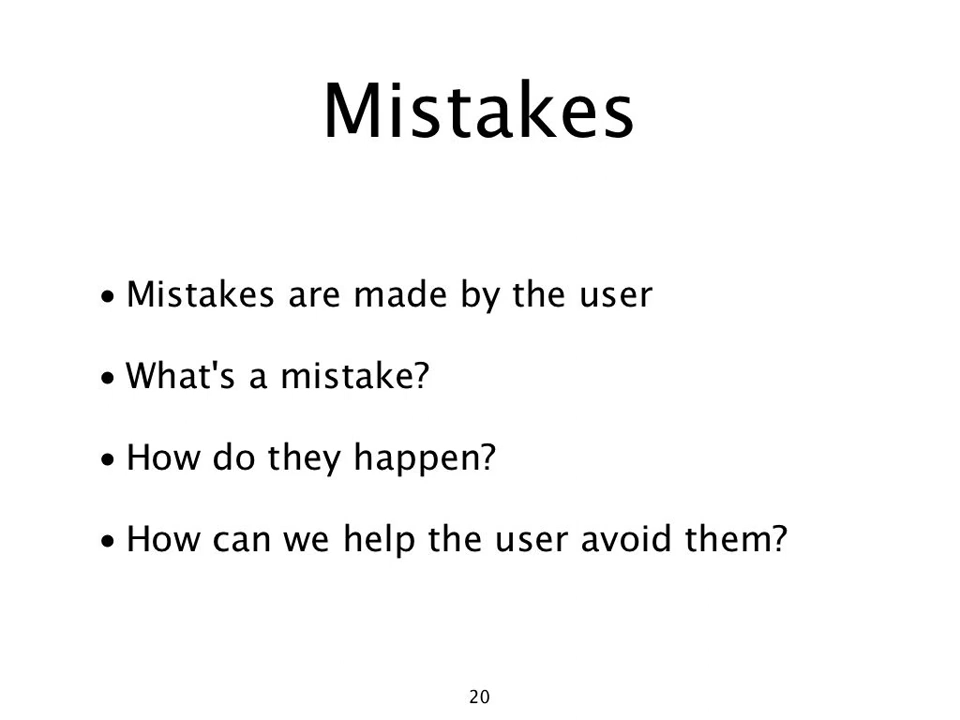 Mistakes
• Mistakes are made by the user
• What's a mistake?
• How do they happen?
• How can we help the user avoid them?
20